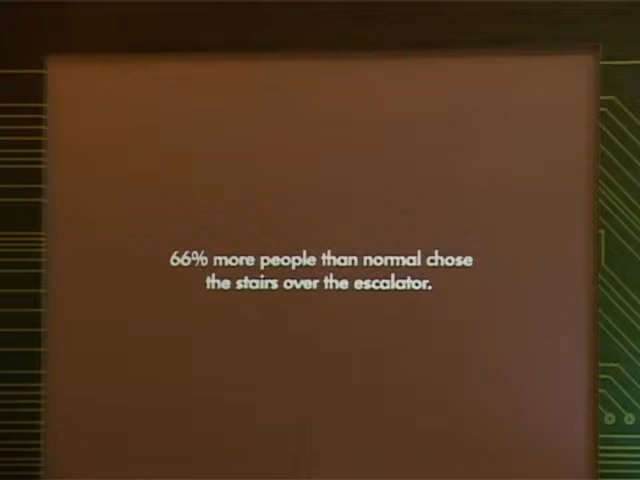 66% more people than normal chose
the stairs over the escalator.